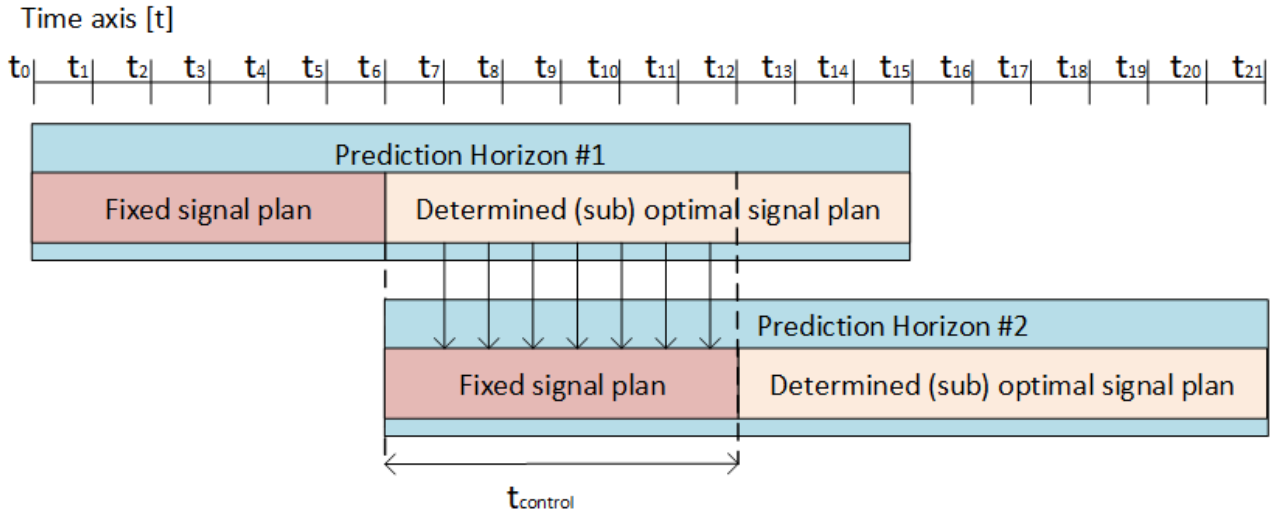 Time axis [t]
t0 t1 t2 t3 t4 t5 t6 t7 t8 t9 t10 t11 t12 t13 t14 t15 t16 t17 t18 t19 t20 t21
Prediction Horizon #1
Fixed signal plan Determined (sub) optimal signal plan
Prediction Horizon #2
Fixed signal plan Determined (sub) optimal signal plan
tcontrol